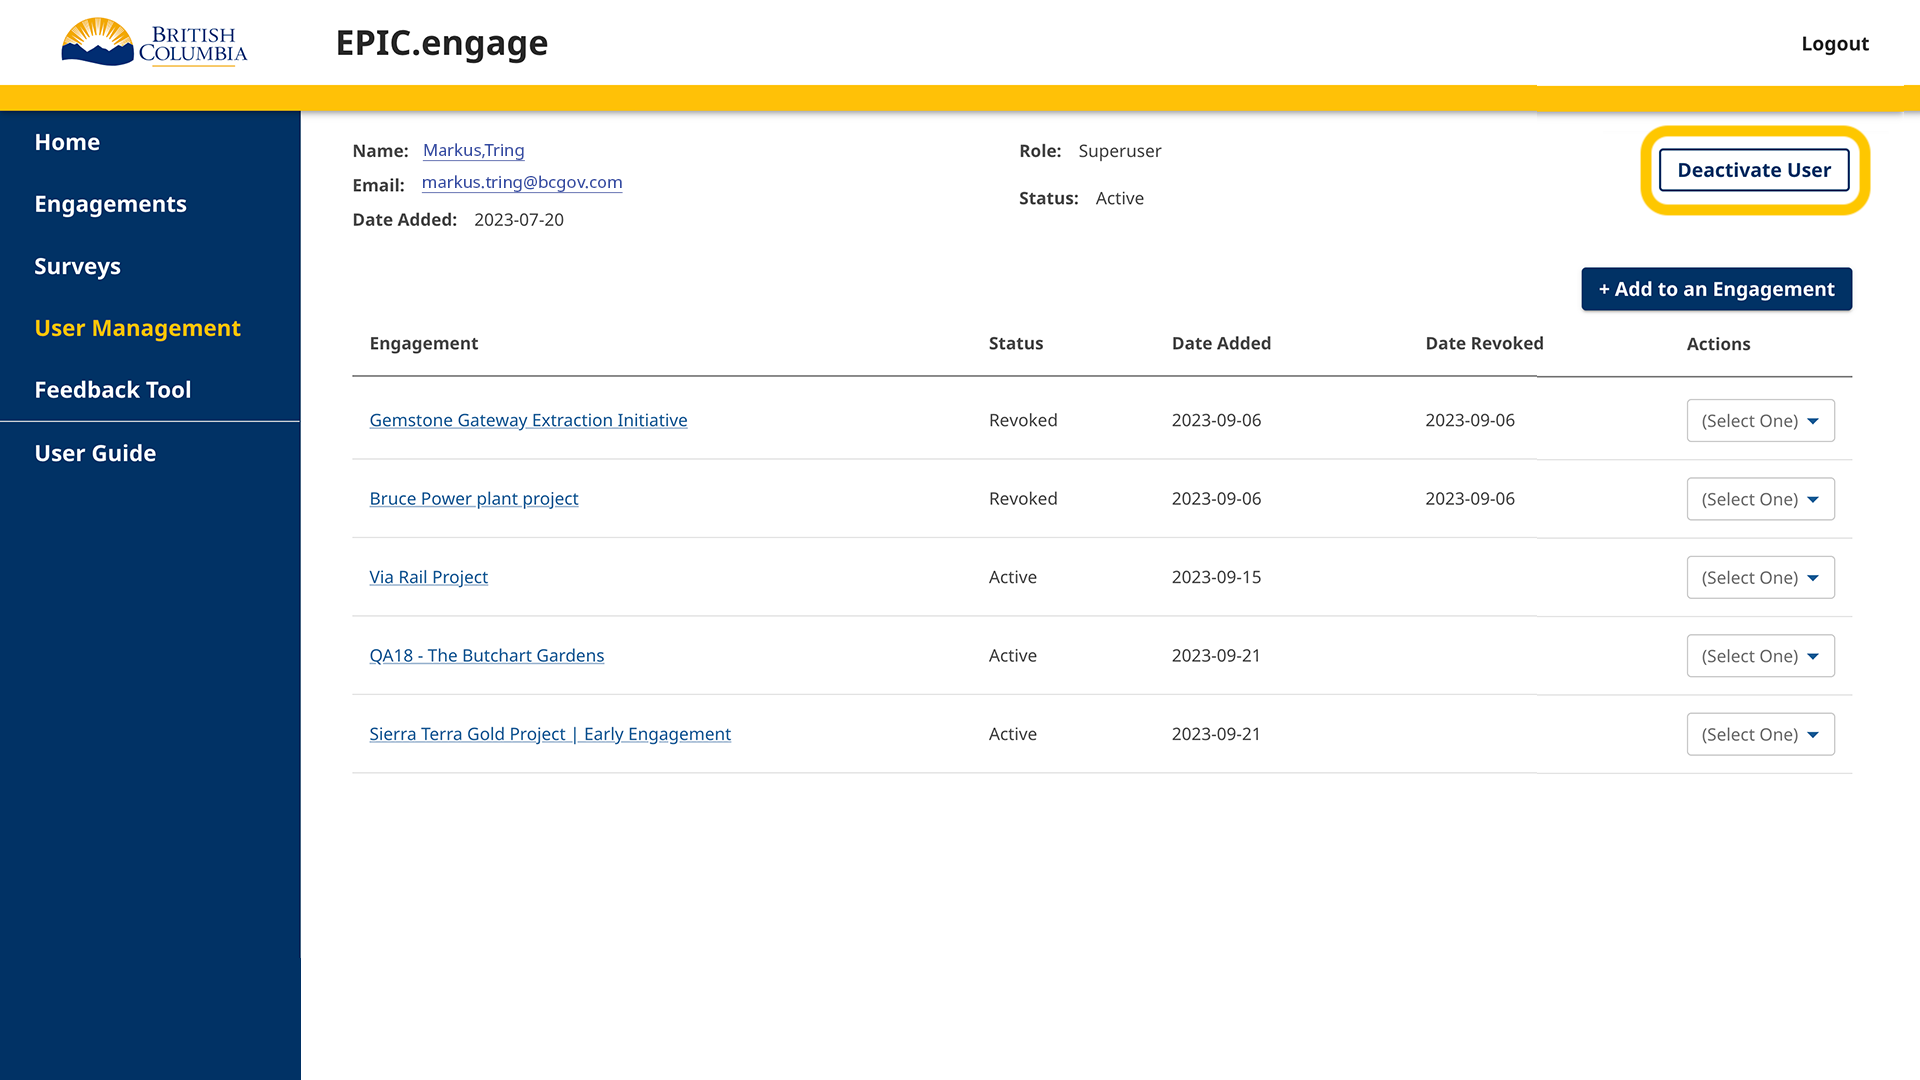 BRITISH
COLUMBIA
EPIC.engage
Logout
Home
Engagements
Surveys
User Management
Feedback Tool
User Guide
Name: Markus,Tring
Email: markus.tring@bcgov.com
Date Added: 2023-07-20
Role: Superuser
Status: Active
Deactivate User
+ Add to an Engagement
Engagement Status Date Added Date Revoked Actions
Gemstone Gateway Extraction Initiative Revoked 2023-09-06 2023-09-06 (Select One)
Bruce Power plant project Revoked 2023-09-06 2023-09-06 (Select One)
Via Rail Project Active 2023-09-15 (Select One)
QA18 - The Butchart Gardens Active 2023-09-21 (Select One)
Sierra Terra Gold Project | Early Engagement Active 2023-09-21 (Select One)